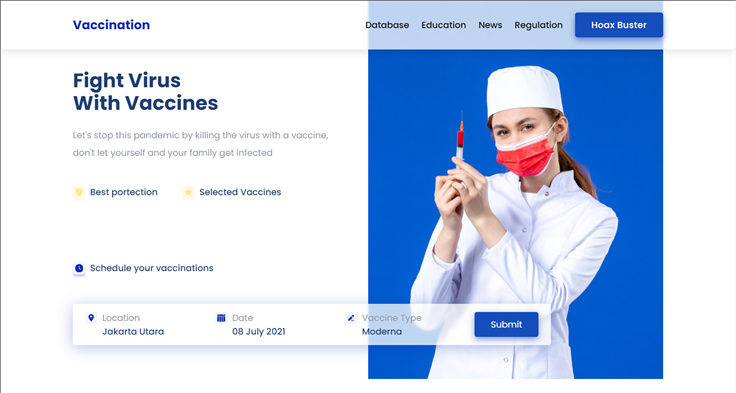 Vaccination
Database Education News Regulation Hoax Buster
Fight Virus
With Vaccines
Let's stop this pandemic by killing the virus with a vaccine,
don't let yourself and your family get infected
Best portection Selected Vaccines
Schedule your vaccinations
Location Date Vaccine Type
Jakarta Utara 08 July 2021 Moderna
Submit